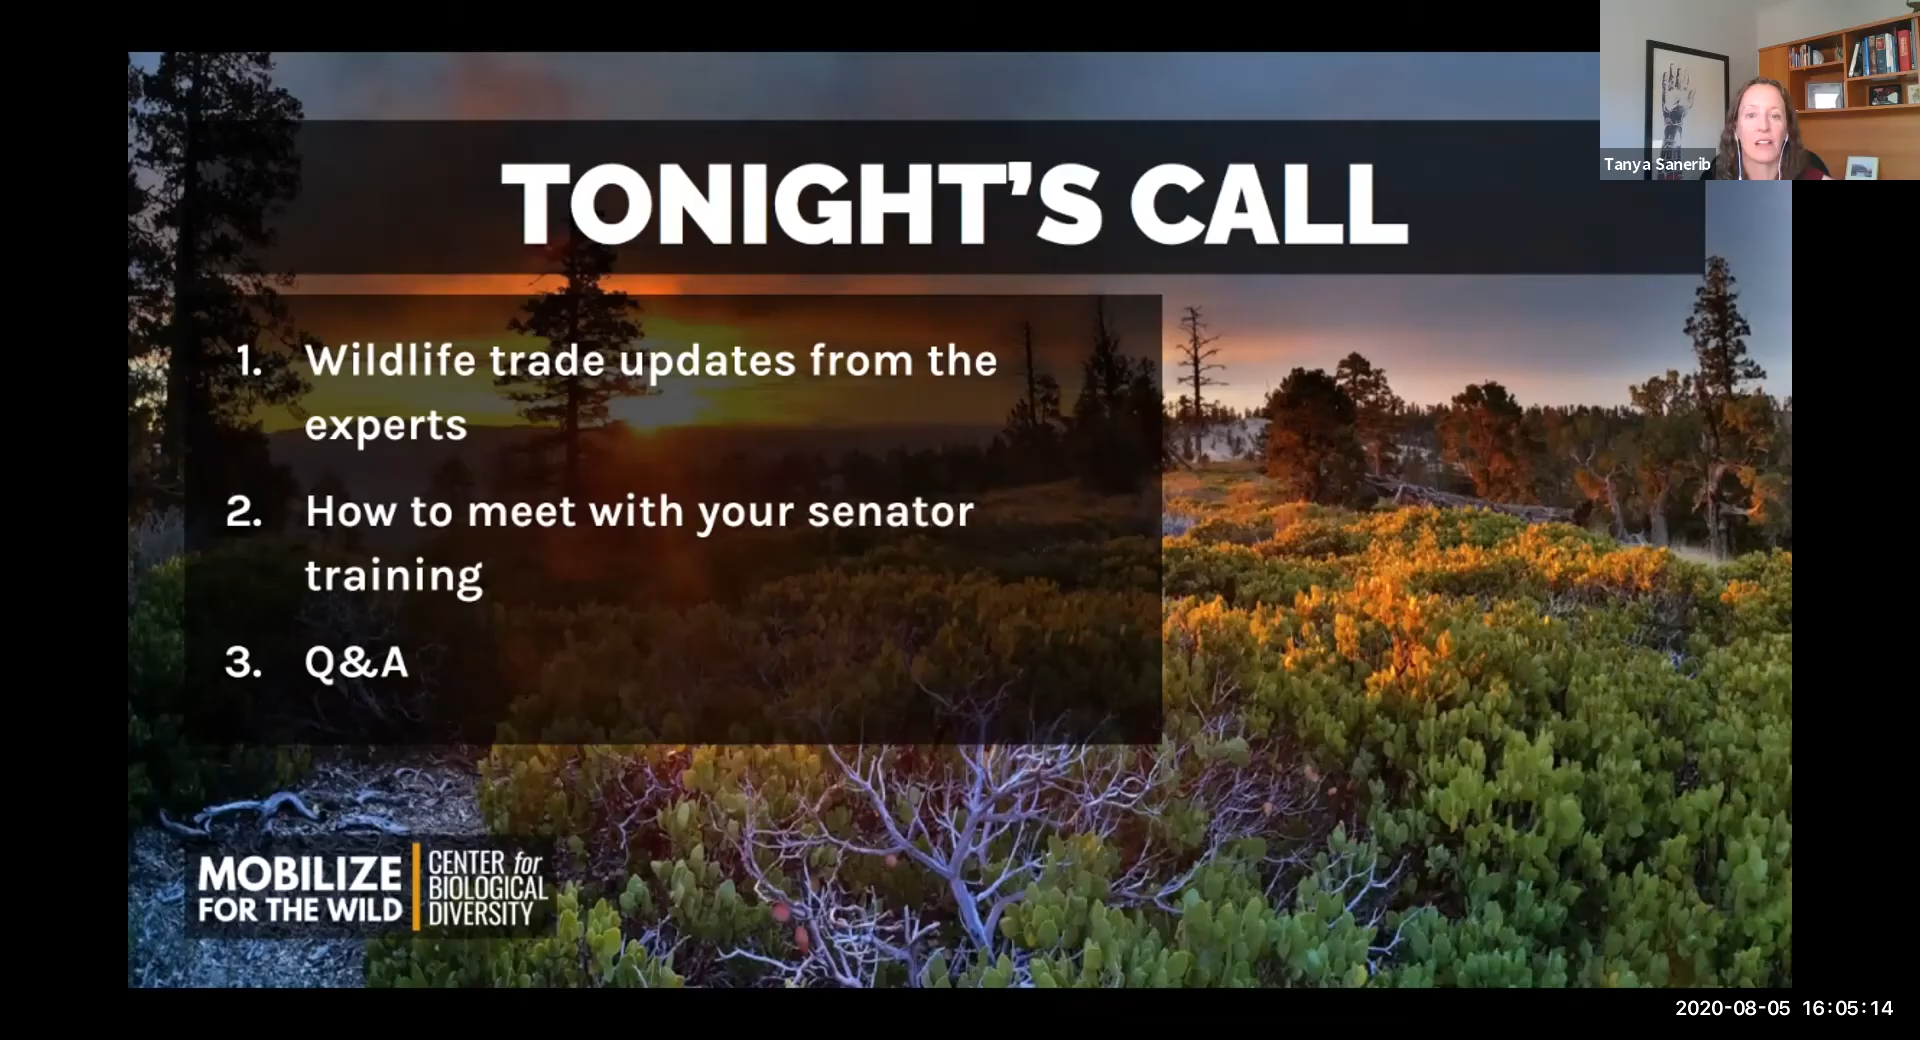 TONIGHT'S CALL
Tanya Sanerib
1. Wildlife trade updates from the
experts
2. How to meet with your senator
training
3. Q&A
MOBILIZE
FOR THE WILD
CENTER for
BIOLOGICAL
DIVERSITY
2020-08-05 16:05:14